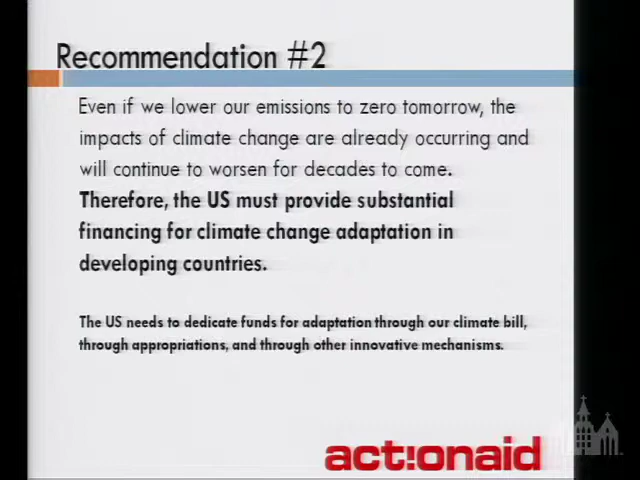 Recommendation #2
Even if we lower our emissions to zero tomorrow, the
impacts of climate change are already occurring and
will continue to worsen for decades to come.
Therefore, the US must provide substantial
financing for climate change adaptation in
developing countries.
The US needs to dedicate funds for adaptation through our climate bill,
through appropriations, and through other innovative mechanisms.
act!onaid